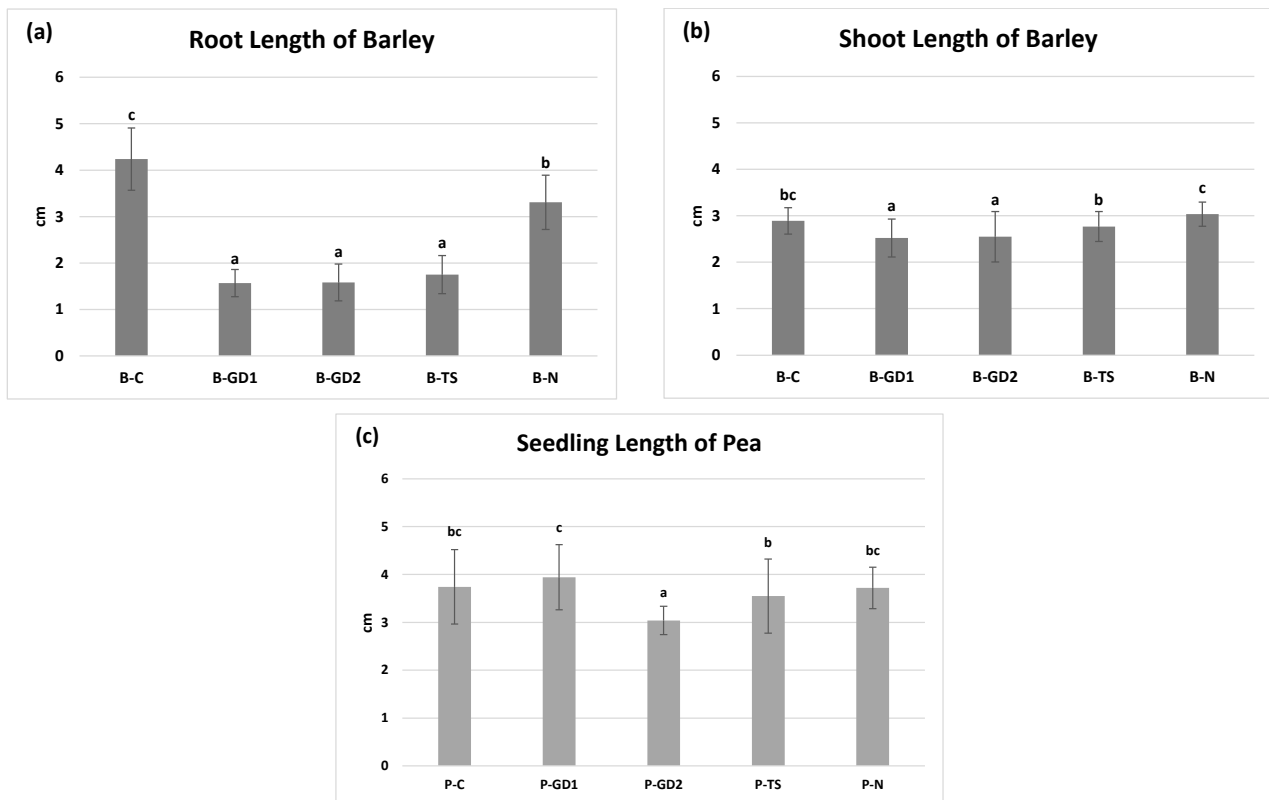 (a)
Root Length of Barley
6
5
4
3
2
1
0
cm
c
a
a
a
b
B-C B-GD1 B-GD2 B-TS B-N
(b)
Shoot Length of Barley
6
5
4
3
2
1
0
cm
bc
a
a
b
c
B-C B-GD1 B-GD2 B-TS B-N
(c)
Seedling Length of Pea
6
5
4
3
2
1
0
cm
bc
c
a
b
bc
P-C P-GD1 P-GD2 P-TS P-N